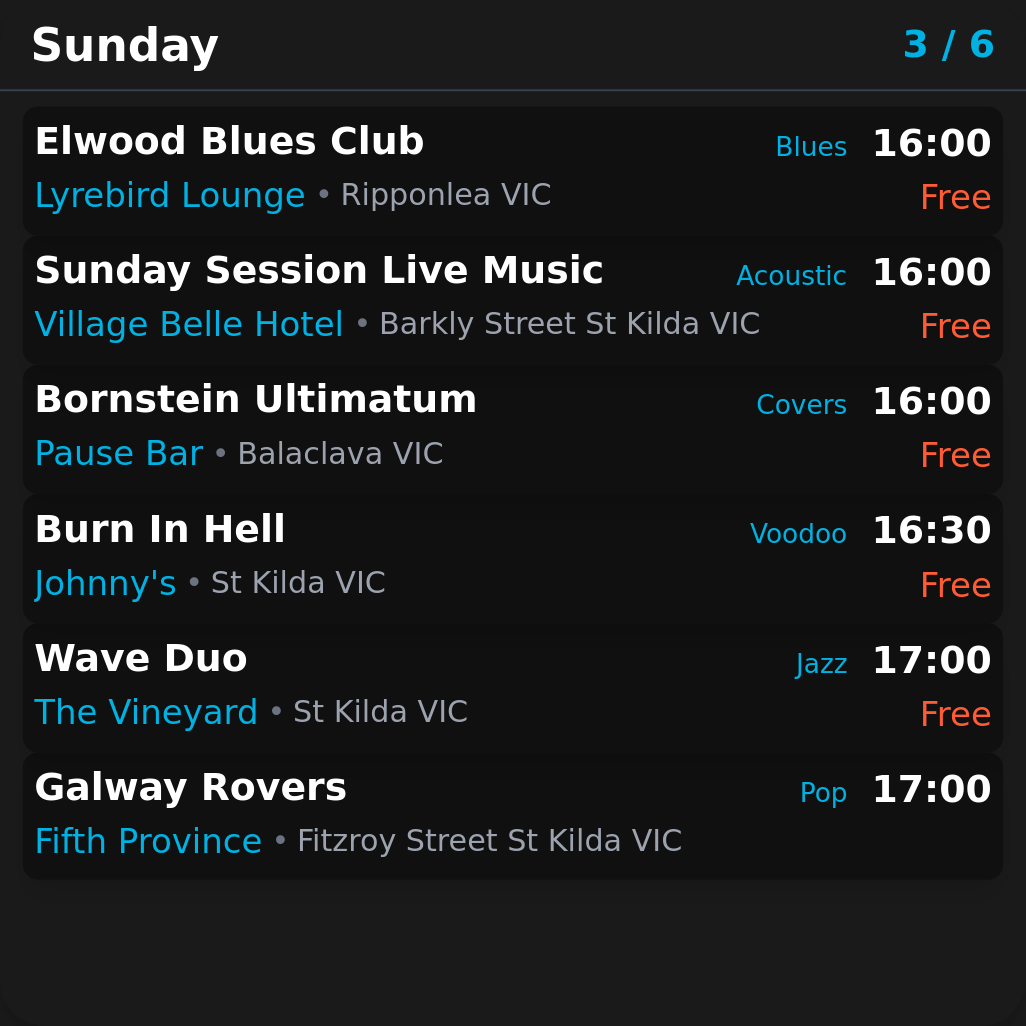 Sunday 3 / 6
Elwood Blues Club Blues 16:00
Lyrebird Lounge • Ripponlea VIC Free
Sunday Session Live Music Acoustic 16:00
Village Belle Hotel • Barkly Street St Kilda VIC Free
Bornstein Ultimatum Covers 16:00
Pause Bar • Balaclava VIC Free
Burn In Hell Voodoo 16:30
Johnny's • St Kilda VIC Free
Wave Duo Jazz 17:00
The Vineyard • St Kilda VIC Free
Galway Rovers Pop 17:00
Fifth Province • Fitzroy Street St Kilda VIC